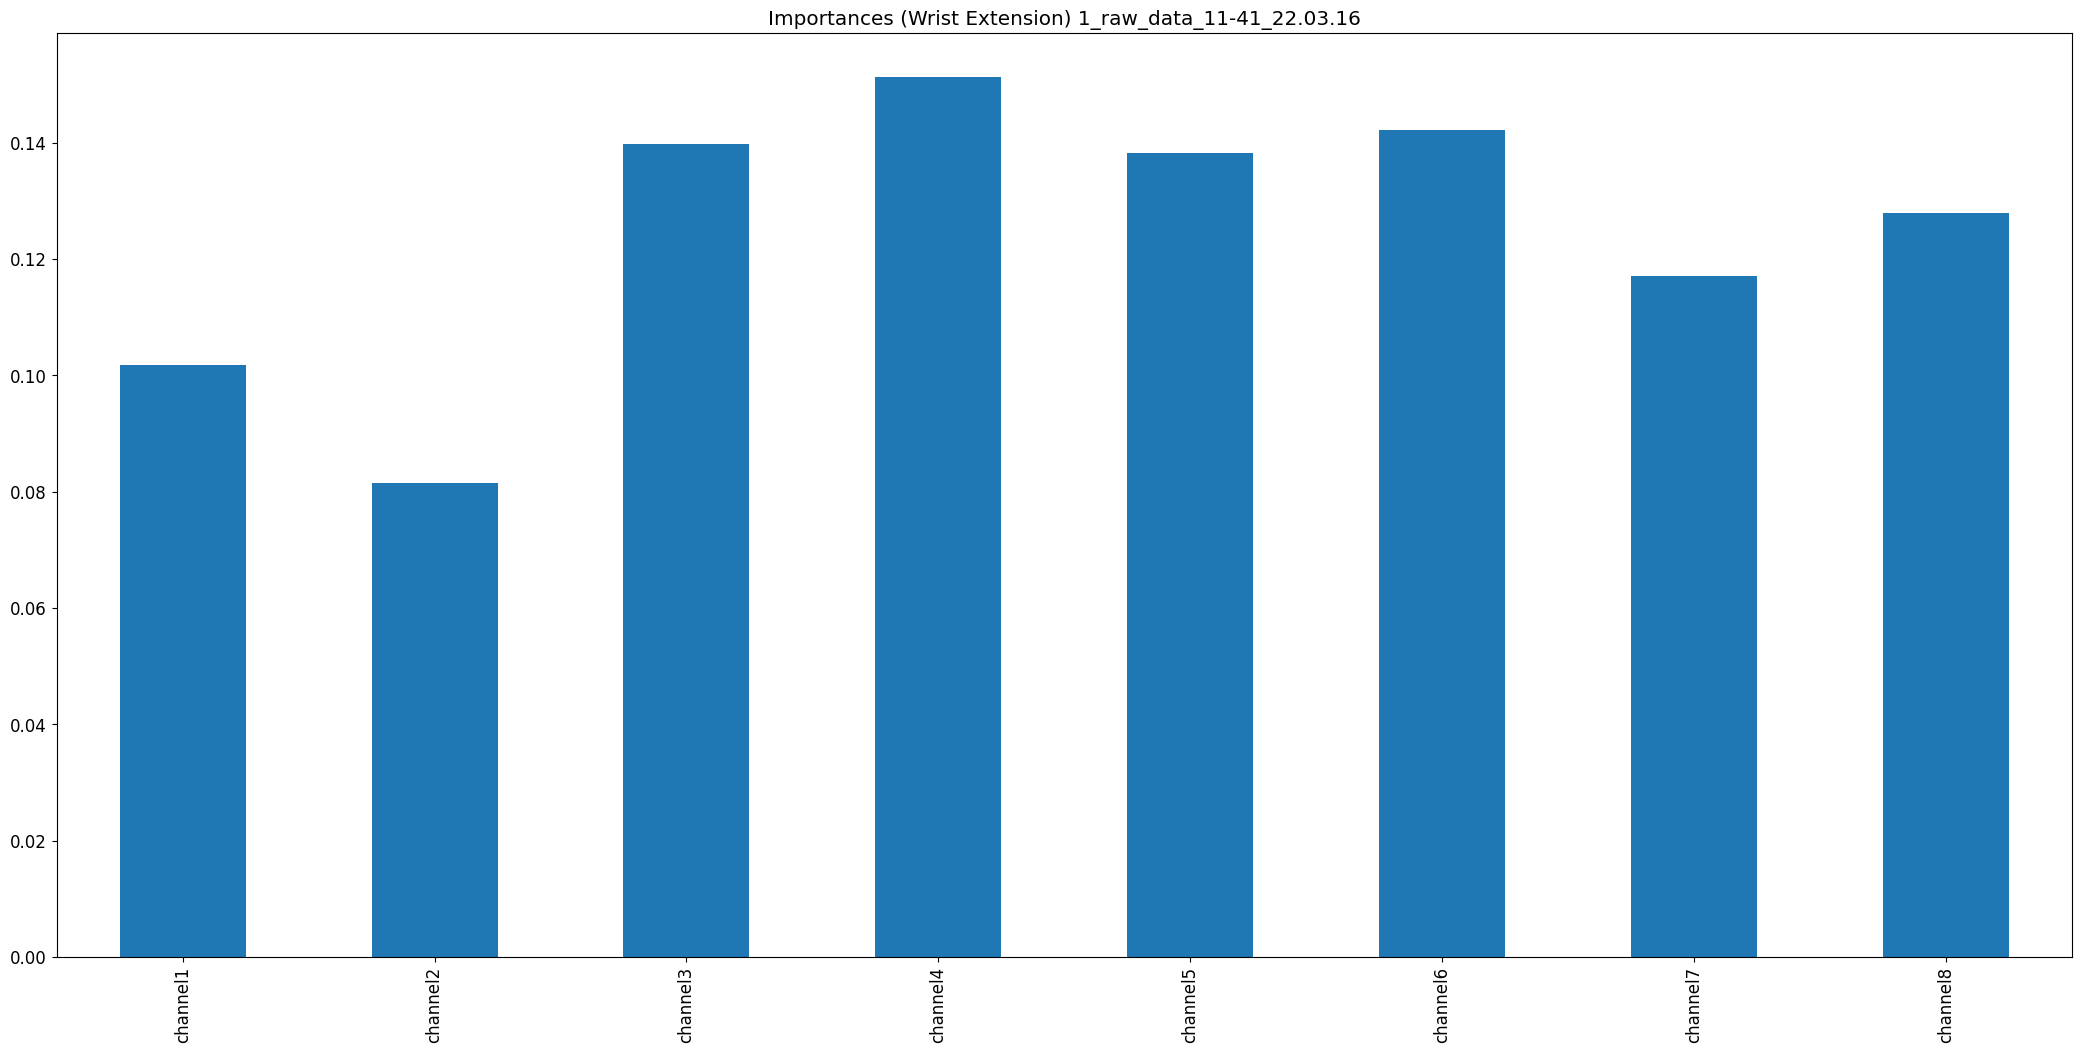 Importances (Wrist Extension) 1_raw_data_11-41_22.03.16
0.14
0.12
0.10
0.08
0.06
0.04
0.02
0.00
channel1
channel2
channel3
channel4
channel5
channel6
channel7
channel8